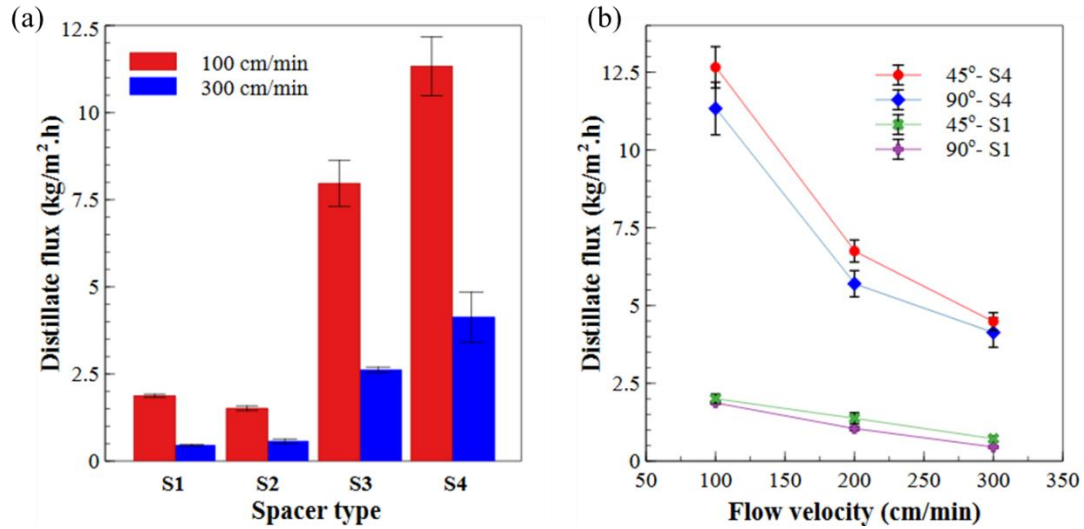 (a)
Distillate flux (kg/m².h)
12.5
10
7.5
5
2.5
0
100 cm/min
300 cm/min
S1 S2 S3 S4
Spacer type
(b)
Distillate flux (kg/m².h)
12.5
10
7.5
5
2.5
0
45°- S4
90°- S4
45°- S1
90°- S1
50 100 150 200 250 300 350
Flow velocity (cm/min)